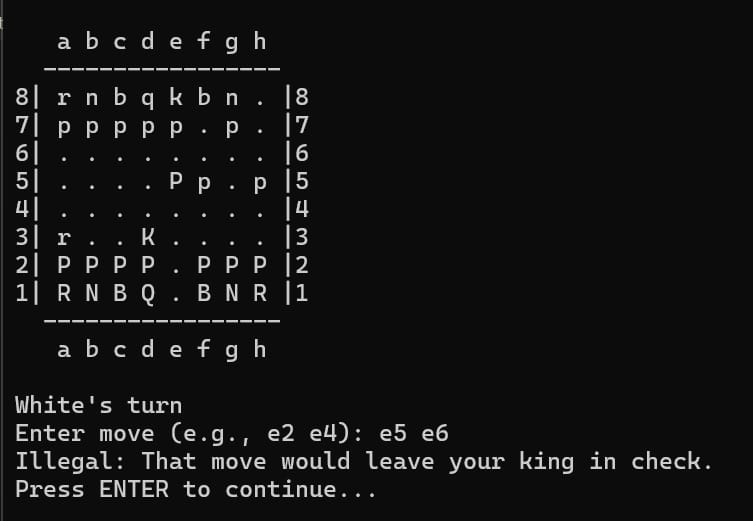 a b c d e f g h
-----------------
8| r n b q k b n . |8
7| p p p p p . p . |7
6| . . . . . . . . |6
5| . . . . P p . p |5
4| . . . . . . . . |4
3| r . . K . . . . |3
2| P P P P . P P P |2
1| R N B Q . B N R |1
-----------------
a b c d e f g h
White's turn
Enter move (e.g., e2 e4): e5 e6
Illegal: That move would leave your king in check.
Press ENTER to continue...